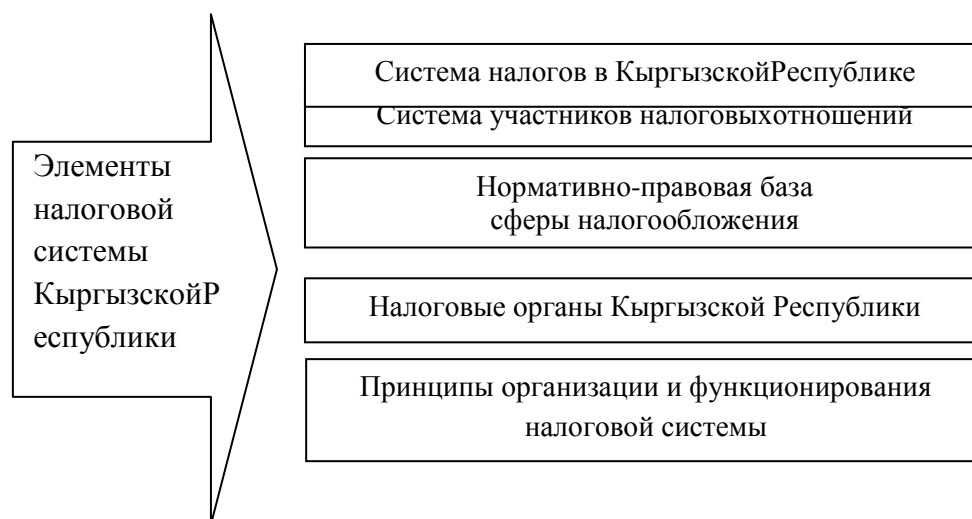 Элементы
налоговой
системы
КыргызскойР
еспублики
Система налогов в КыргызскойРеспублике
Система участников налоговыхотношений
Нормативно-правовая база
сферы налогообложения
Налоговые органы Кыргызской Республики
Принципы организации и функционирования
налоговой системы